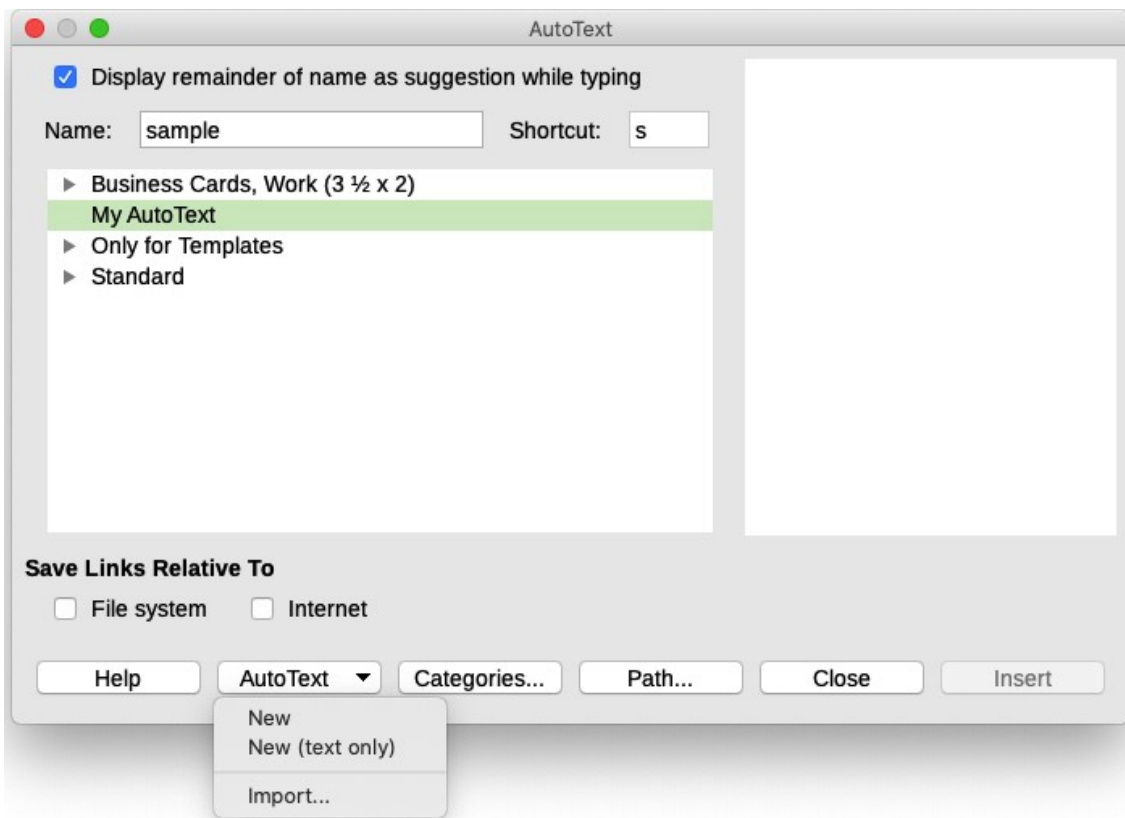 AutoText
Display remainder of name as suggestion while typing
Name: sample Shortcut: s
Business Cards, Work (3 ½ x 2)
My AutoText
Only for Templates
Standard
Save Links Relative To
File system Internet
Help AutoText Categories... Path... Close Insert
New
New (text only)
Import...